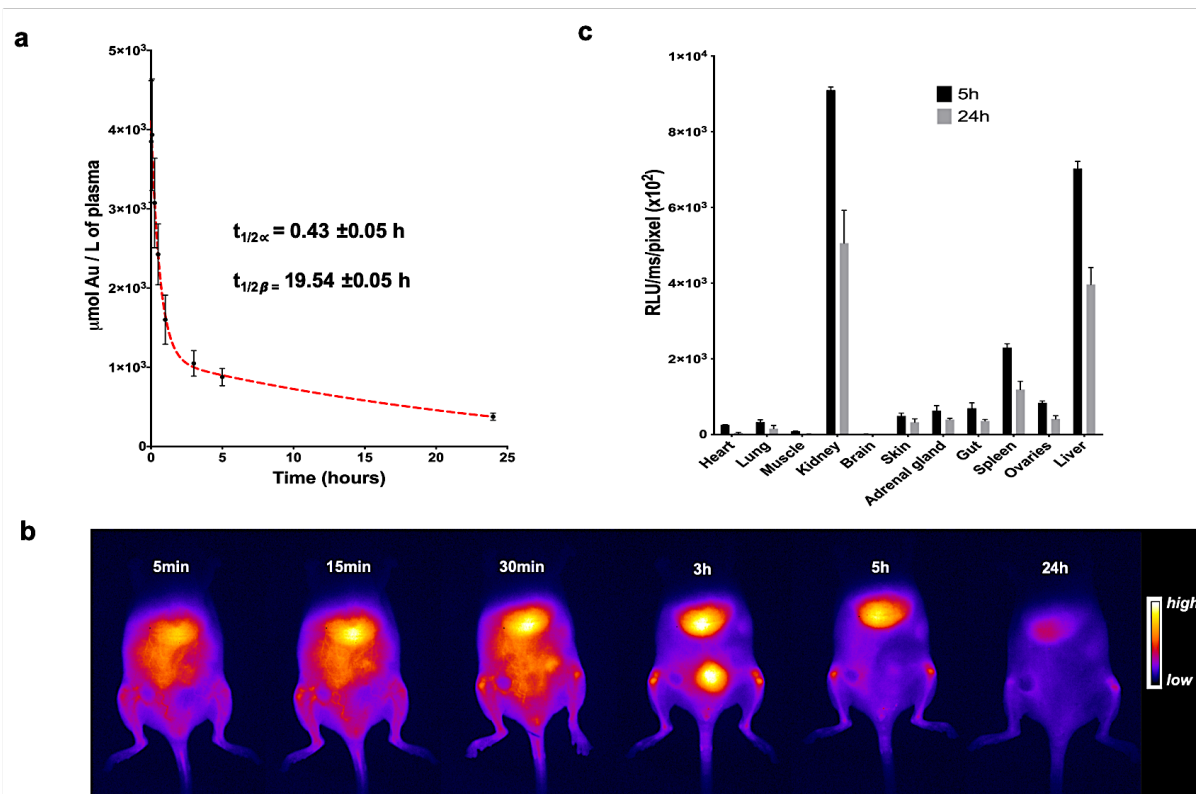 a
5×10³
4×10³
3×10³
2×10³
1×10³
0
0
5
10
15
20
25
μmol Au / L of plasma
Time (hours)
t1/2∝ = 0.43 ±0.05 h
t1/2β = 19.54 ±0.05 h
c
1×10⁴
8×10³
6×10³
4×10³
2×10³
0
RLU/ms/pixel (x10²)
5h
24h
Heart
Lung
Muscle
Kidney
Brain
Skin
Adrenal gland
Gut
Spleen
Ovaries
Liver
b
5min
15min
30min
3h
5h
24h
high
low